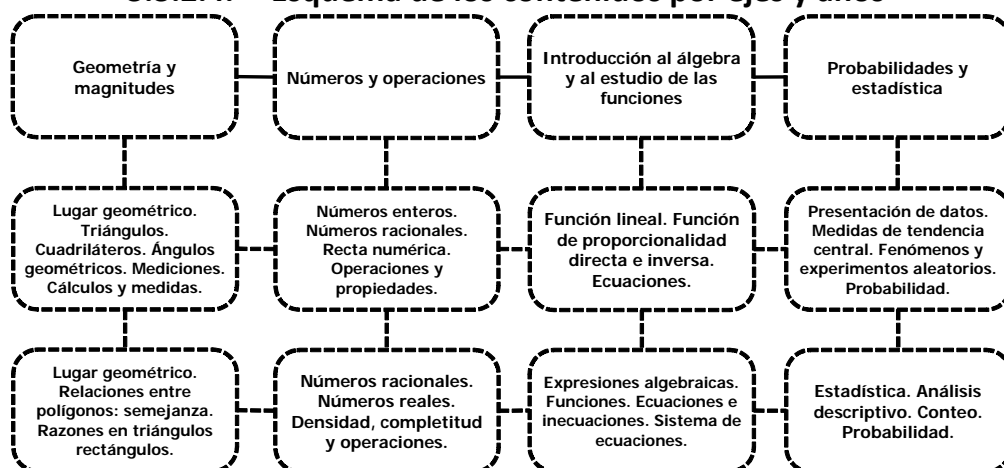 Esquema de los contenidos por ejes y años
Geometría y
magnitudes
Números y operaciones
Introducción al álgebra
y al estudio de las
funciones
Probabilidades y
estadística
Lugar geométrico.
Triángulos.
Cuadriláteros. Ángulos
geométricos. Mediciones.
Cálculos y medidas.
Números enteros.
Números racionales.
Recta numérica.
Operaciones y
propiedades.
Función lineal. Función
de proporcionalidad
directa e inversa.
Ecuaciones.
Presentación de datos.
Medidas de tendencia
central. Fenómenos y
experimentos aleatorios.
Probabilidad.
Lugar geométrico.
Relaciones entre
polígonos: semejanza.
Razones en triángulos
rectángulos.
Números racionales.
Números reales.
Densidad, completitud
y operaciones.
Expresiones algebraicas.
Funciones. Ecuaciones e
inecuaciones. Sistema de
ecuaciones.
Estadística. Análisis
descriptivo. Conteo.
Probabilidad.